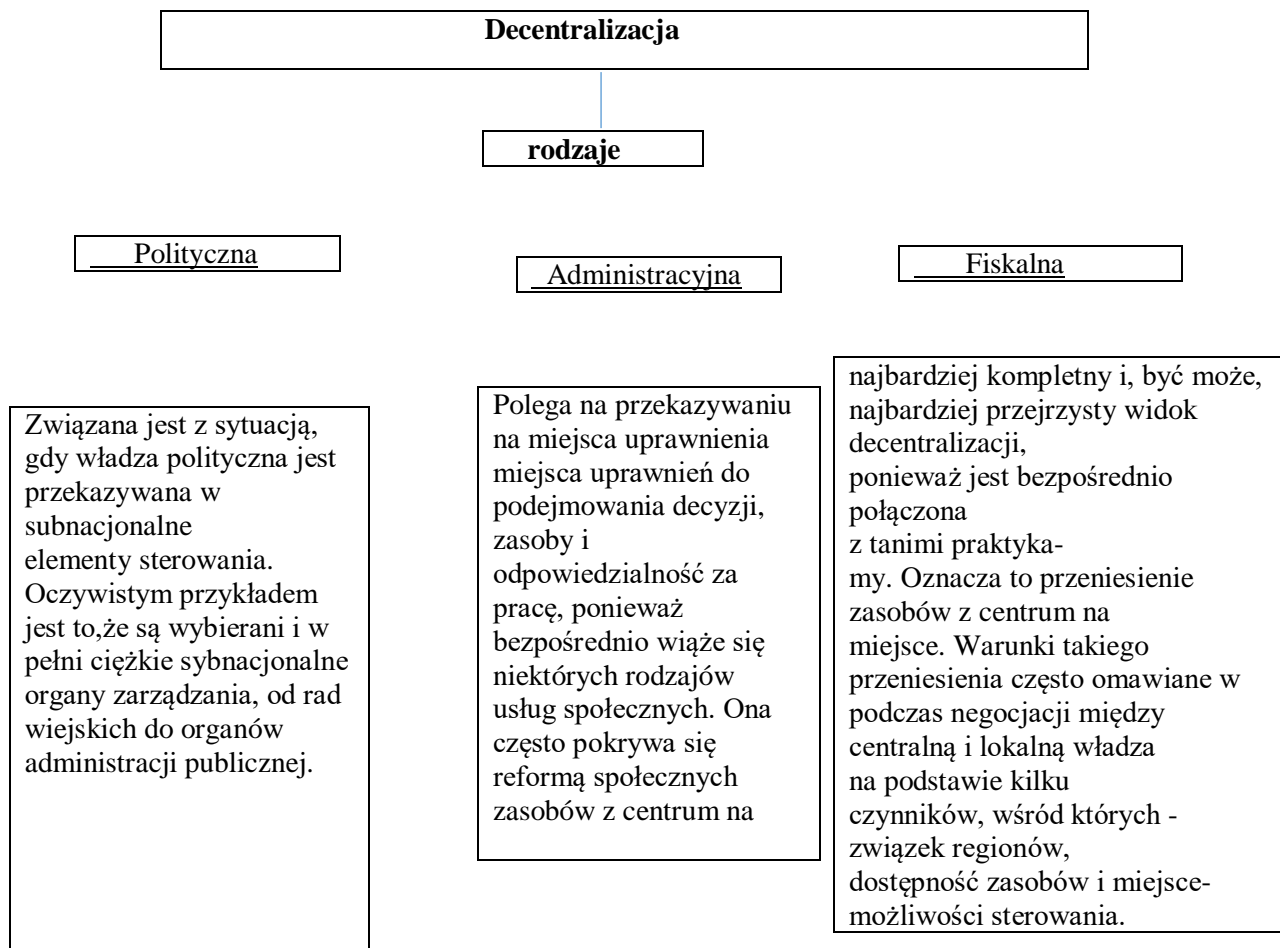 Decentralizacja
rodzaje
Polityczna
Administracyjna
Fiskalna
Związana jest z sytuacją,
gdy władza polityczna jest
przekazywana w
subnacjonalne
elementy sterowania.
Oczywistym przykładem
jest to,że są wybierani i w
pełni ciężkie sybnacjonalne
organy zarządzania, od rad
wiejskich do organów
administracji publicznej.
Polega na przekazywaniu
na miejsca uprawnienia
miejsca uprawnień do
podejmowania decyzji,
zasoby i
odpowiedzialność za
pracę, ponieważ
bezpośrednio wiąże się
niektórych rodzajów
usług społecznych. Ona
często pokrywa się
reformą społecznych
zasobów z centrum na
najbardziej kompletny i, być może,
najbardziej przejrzysty widok
decentralizacji,
ponieważ jest bezpośrednio
połączona
z tanimi praktyka-
my. Oznacza to przeniesienie
zasobów z centrum na
miejsce. Warunki takiego
przeniesienia często omawiane w
podczas negocjacji między
centralną i lokalną władza
na podstawie kilku
czynników, wśród których -
związek regionów,
dostępność zasobów i miejsce-
możliwości sterowania.